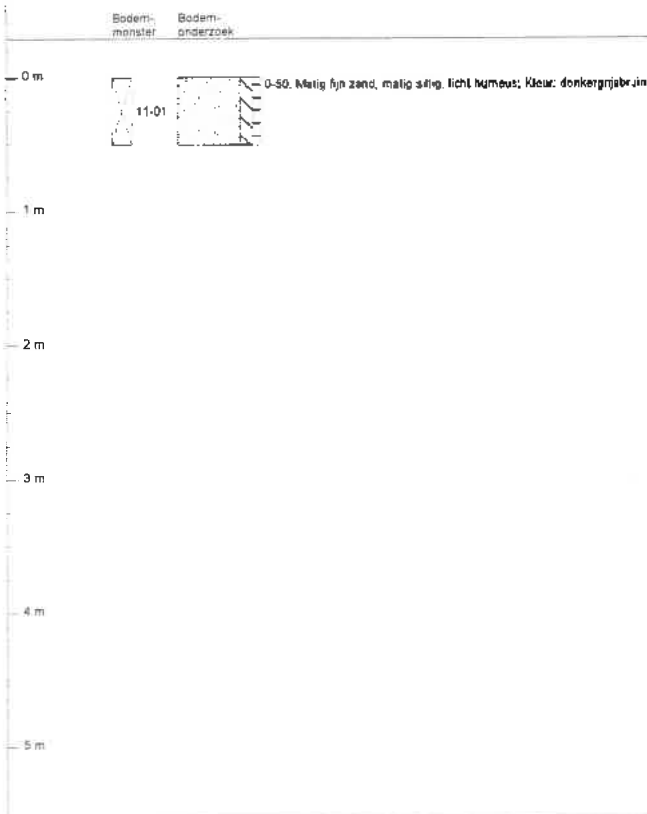 Bodem- Bodem-
monster onderzoek
0 m
0-50: Matig fijn zand, matig siltig, licht humeus; Kleur: donkergrijsbruin
11-01
1 m
2 m
3 m
4 m
5 m